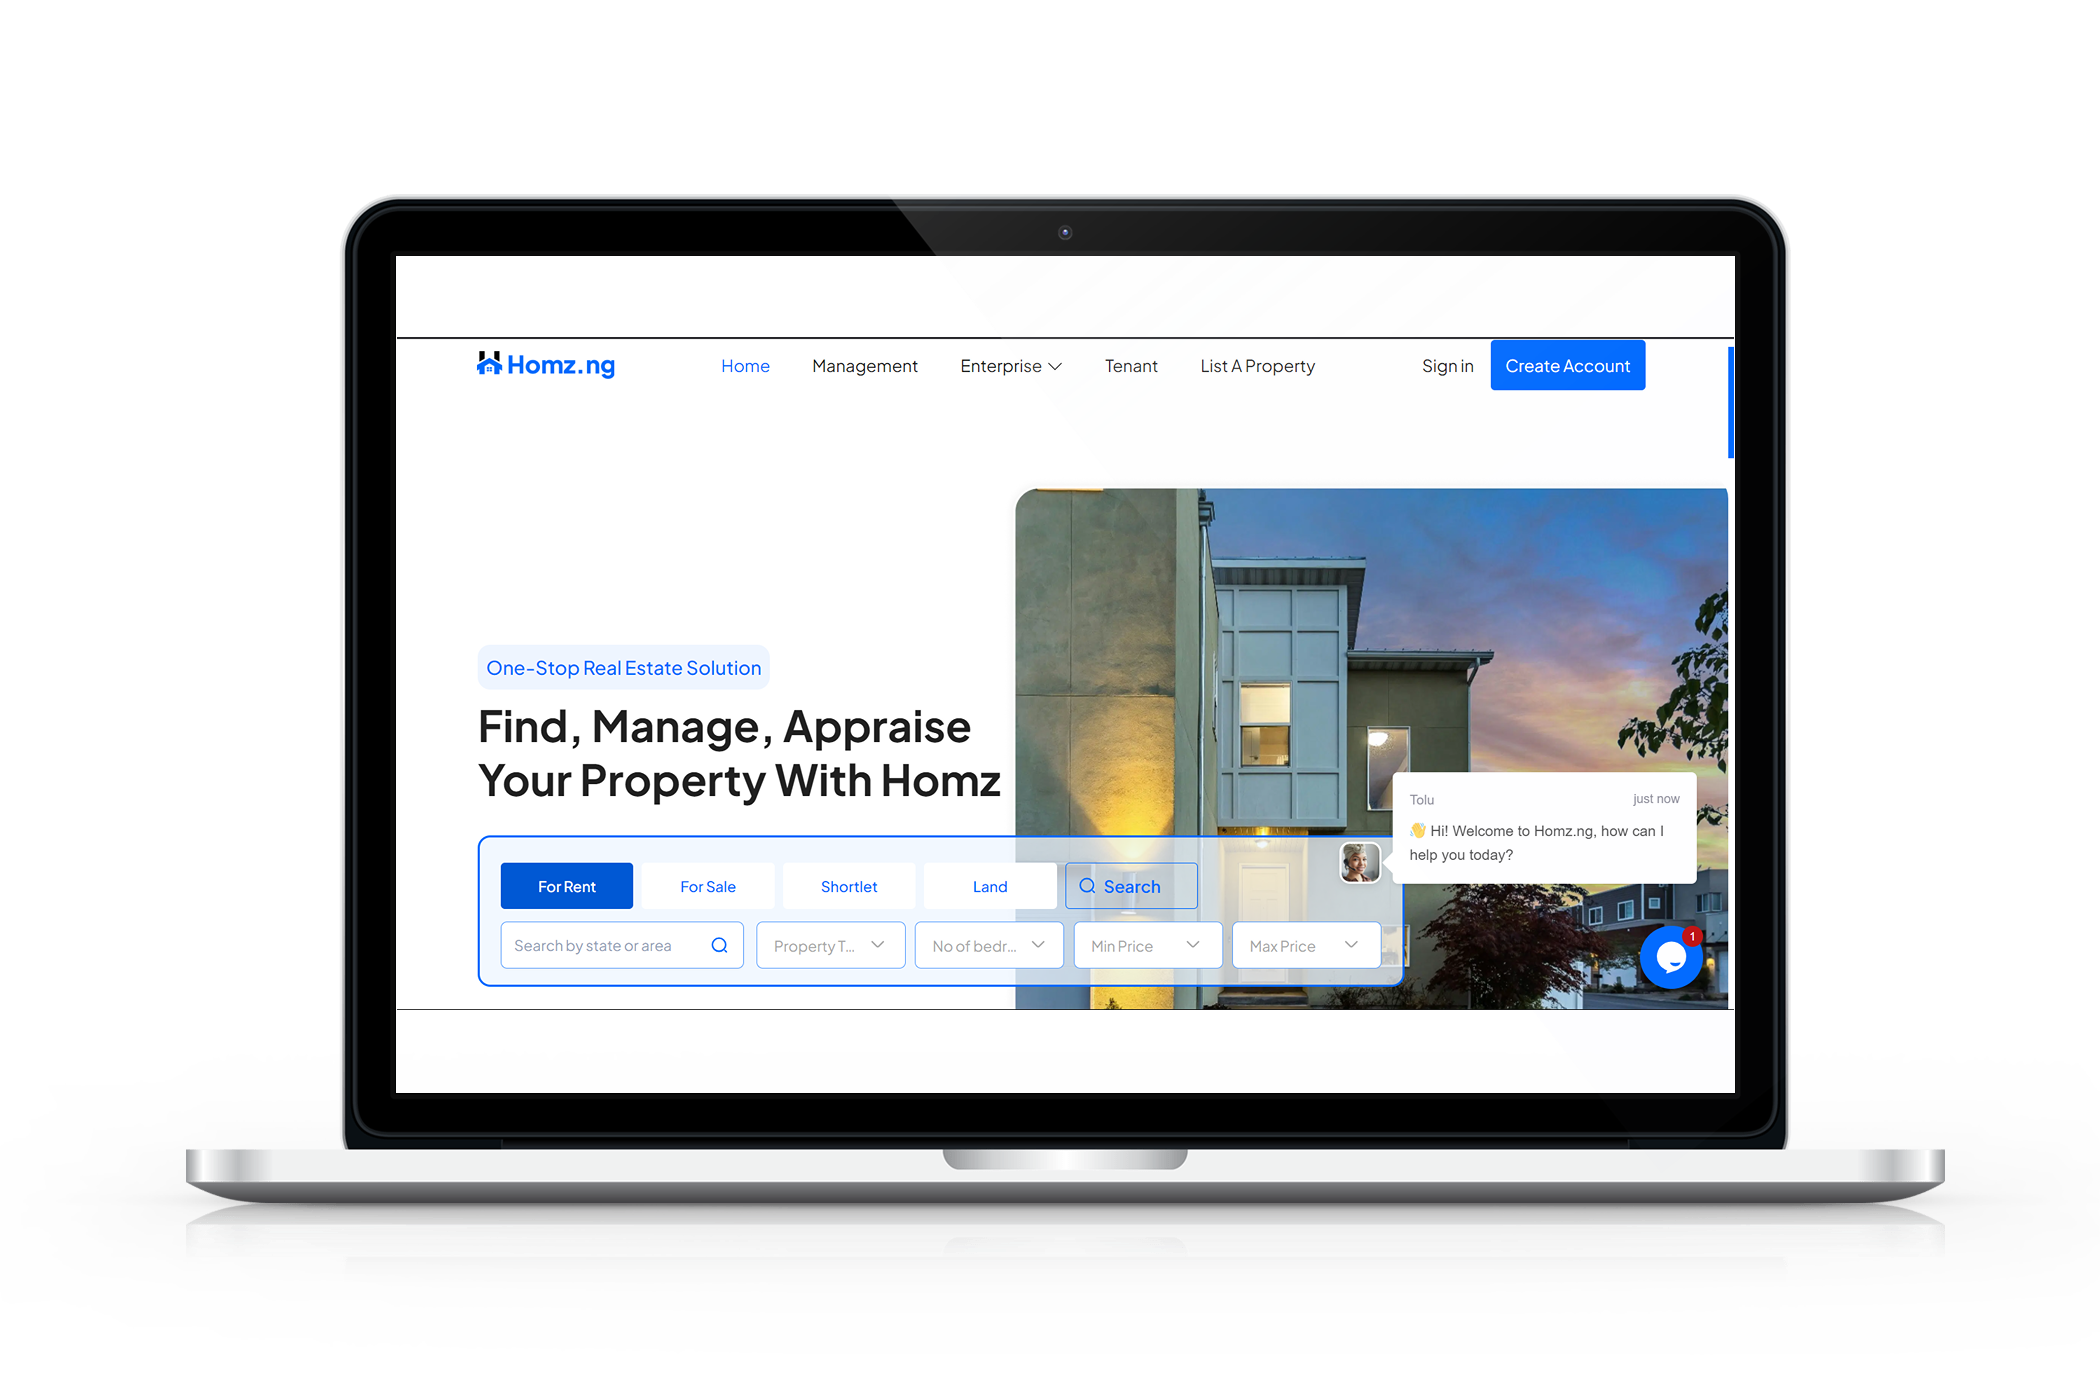 Homz.ng
Home Management Enterprise Tenant List A Property Sign in Create Account
One-Stop Real Estate Solution
Find, Manage, Appraise
Your Property With Homz
Tolu just now
👋 Hi! Welcome to Homz.ng, how can I
help you today?
For Rent For Sale Shortlet Land Search
Search by state or area Property T... No of bedr... Min Price Max Price
1